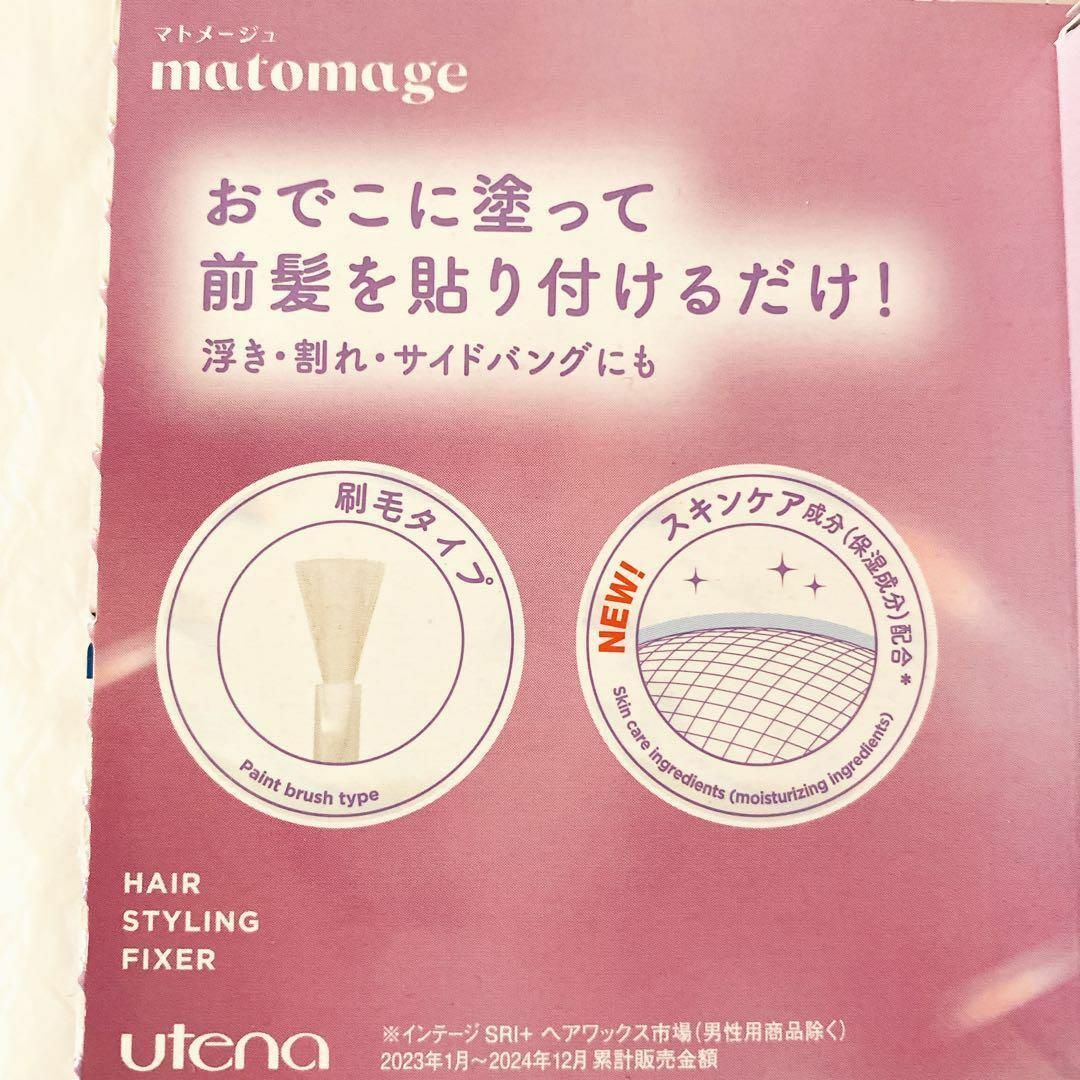 マトメージュ
matomage
おでこに塗って
前髪を貼り付けるだけ！
浮き・割れ・サイドバングにも
刷毛タイプ
Paint brush type
NEW!
スキンケア成分(保湿成分)配合*
Skin care ingredients (moisturizing ingredients)
HAIR
STYLING
FIXER
utena
※インテージ SRI+ ヘアワックス市場(男性用商品除く)
2023年1月～2024年12月 累計販売金額